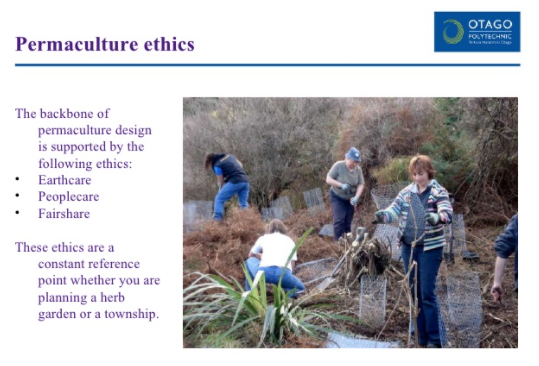 Permaculture ethics
OTAGO
POLYTECHNIC
The backbone of
permaculture design
is supported by the
following ethics:
• Earthcare
• Peoplecare
• Fairshare
These ethics are a
constant reference
point whether you are
planning a herb
garden or a township.